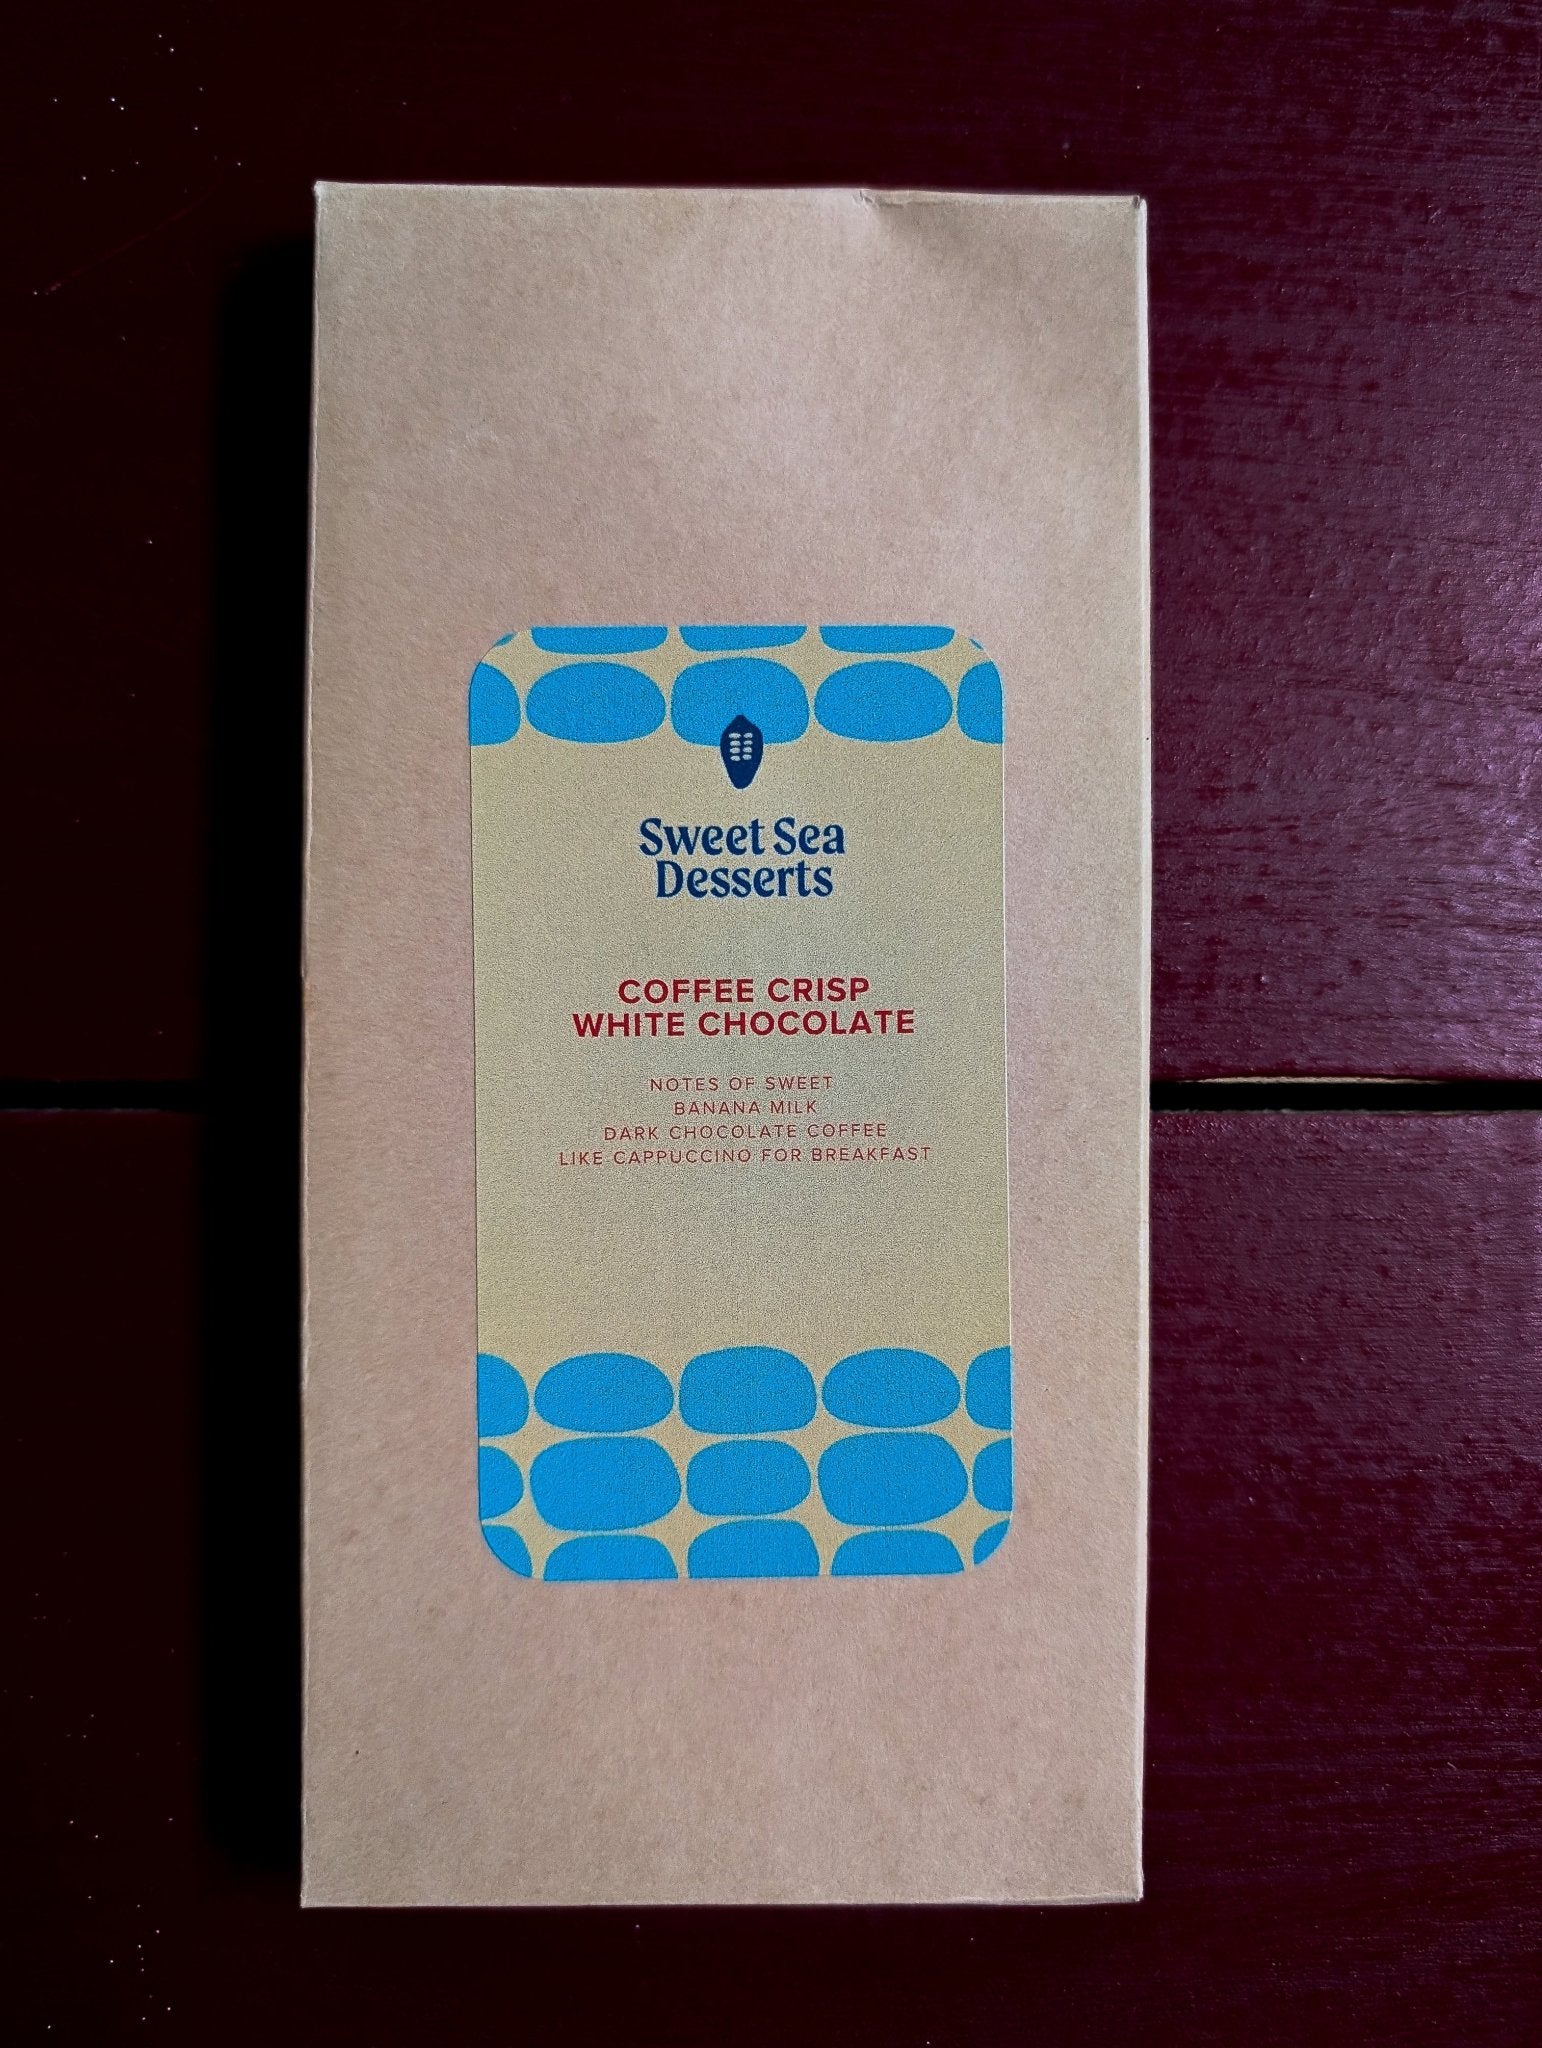 Sweet Sea
Desserts
COFFEE CRISP
WHITE CHOCOLATE
NOTES OF SWEET
BANANA MILK
DARK CHOCOLATE COFFEE
LIKE CAPPUCCINO FOR BREAKFAST